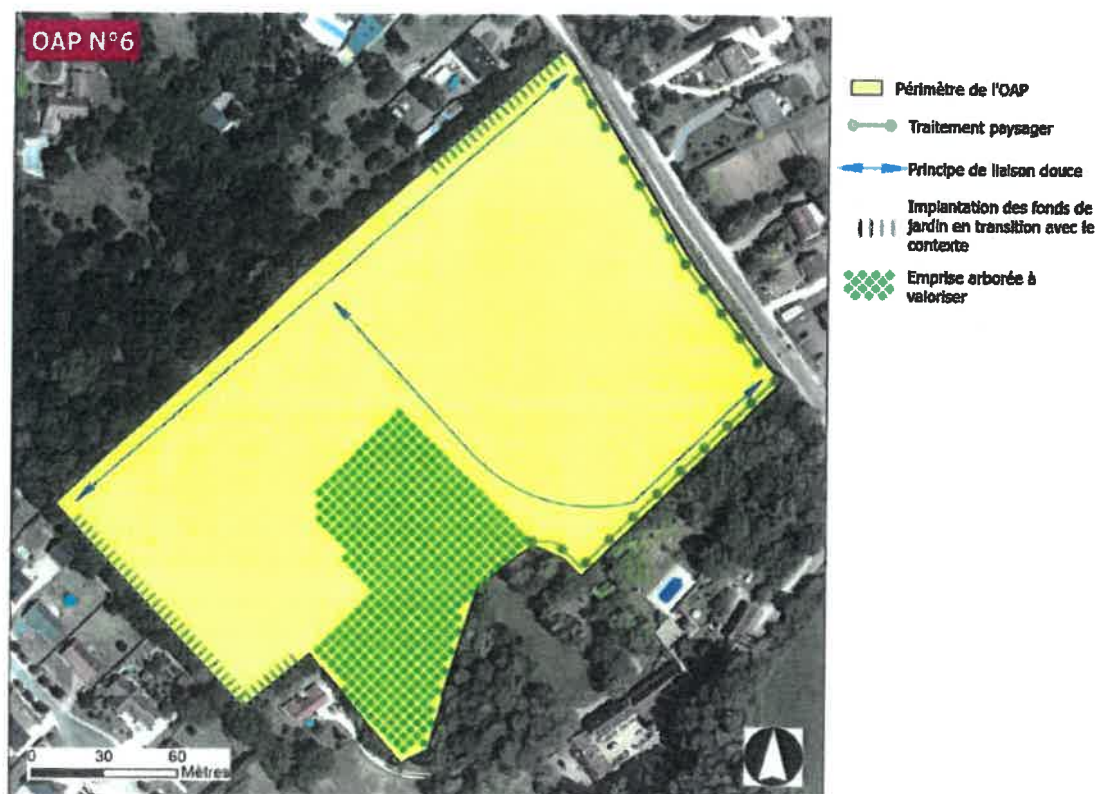 OAP N°6
Périmètre de l'OAP
Traitement paysager
Principe de liaison douce
Implantation des fonds de
jardin en transition avec le
contexte
Emprise arborée à
valoriser
0 30 60
Mètres